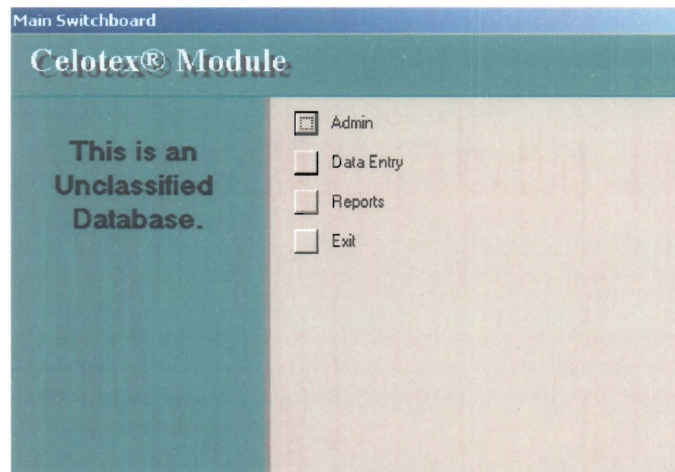 Main Switchboard
Celotex® Module
This is an
Unclassified
Database.
Admin
Data Entry
Reports
Exit